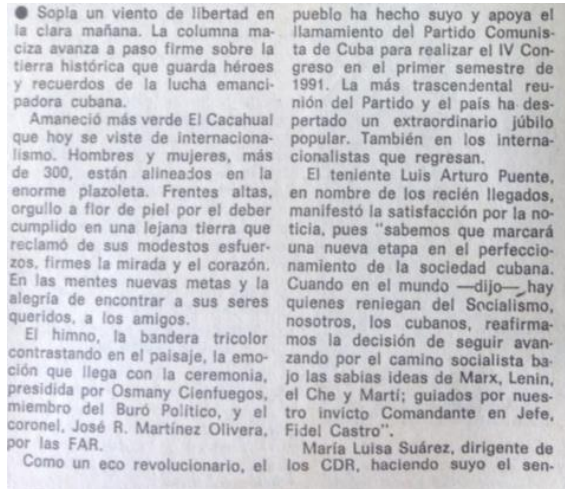 ● Sopla un viento de libertad en
la clara mañana. La columna ma-
ciza avanza a paso firme sobre la
tierra histórica que guarda héroes
y recuerdos de la lucha emanci-
padora cubana.
Amaneció más verde El Cacahual
que hoy se viste de internaciona-
lismo. Hombres y mujeres, más
de 300, están alineados en la
enorme plazoleta. Frentes altas,
orgullo a flor de piel por el deber
cumplido en una lejana tierra que
reclamó de sus modestos esfuer-
zos, firmes la mirada y el corazón.
En las mentes nuevas metas y la
alegría de encontrar a sus seres
queridos, a los amigos.
El himno, la bandera tricolor
contrastando en el paisaje, la emo-
ción que llega con la ceremonia,
presidida por Osmany Cienfuegos,
miembro del Buró Político, y el
coronel, José R. Martínez Olivera,
por las FAR.
Como un eco revolucionario, el
pueblo ha hecho suyo y apoya el
llamamiento del Partido Comunis-
ta de Cuba para realizar el IV Con-
greso en el primer semestre de
1991. La más trascendental reu-
nión del Partido y el país ha des-
pertado un extraordinario júbilo
popular. También en los interna-
cionalistas que regresan.
El teniente Luis Arturo Puente,
en nombre de los recién llegados,
manifestó la satisfacción por la no-
ticia, pues "sabemos que marcará
una nueva etapa en el perfeccio-
namiento de la sociedad cubana.
Cuando en el mundo —dijo— hay
quienes reniegan del Socialismo,
nosotros, los cubanos, reafirma-
mos la decisión de seguir avan-
zando por el camino socialista ba-
jo las sabias ideas de Marx, Lenin,
el Che y Martí; guiados por nues-
tro invicto Comandante en Jefe,
Fidel Castro".
María Luisa Suárez, dirigente de
los CDR, haciendo suyo el sen-